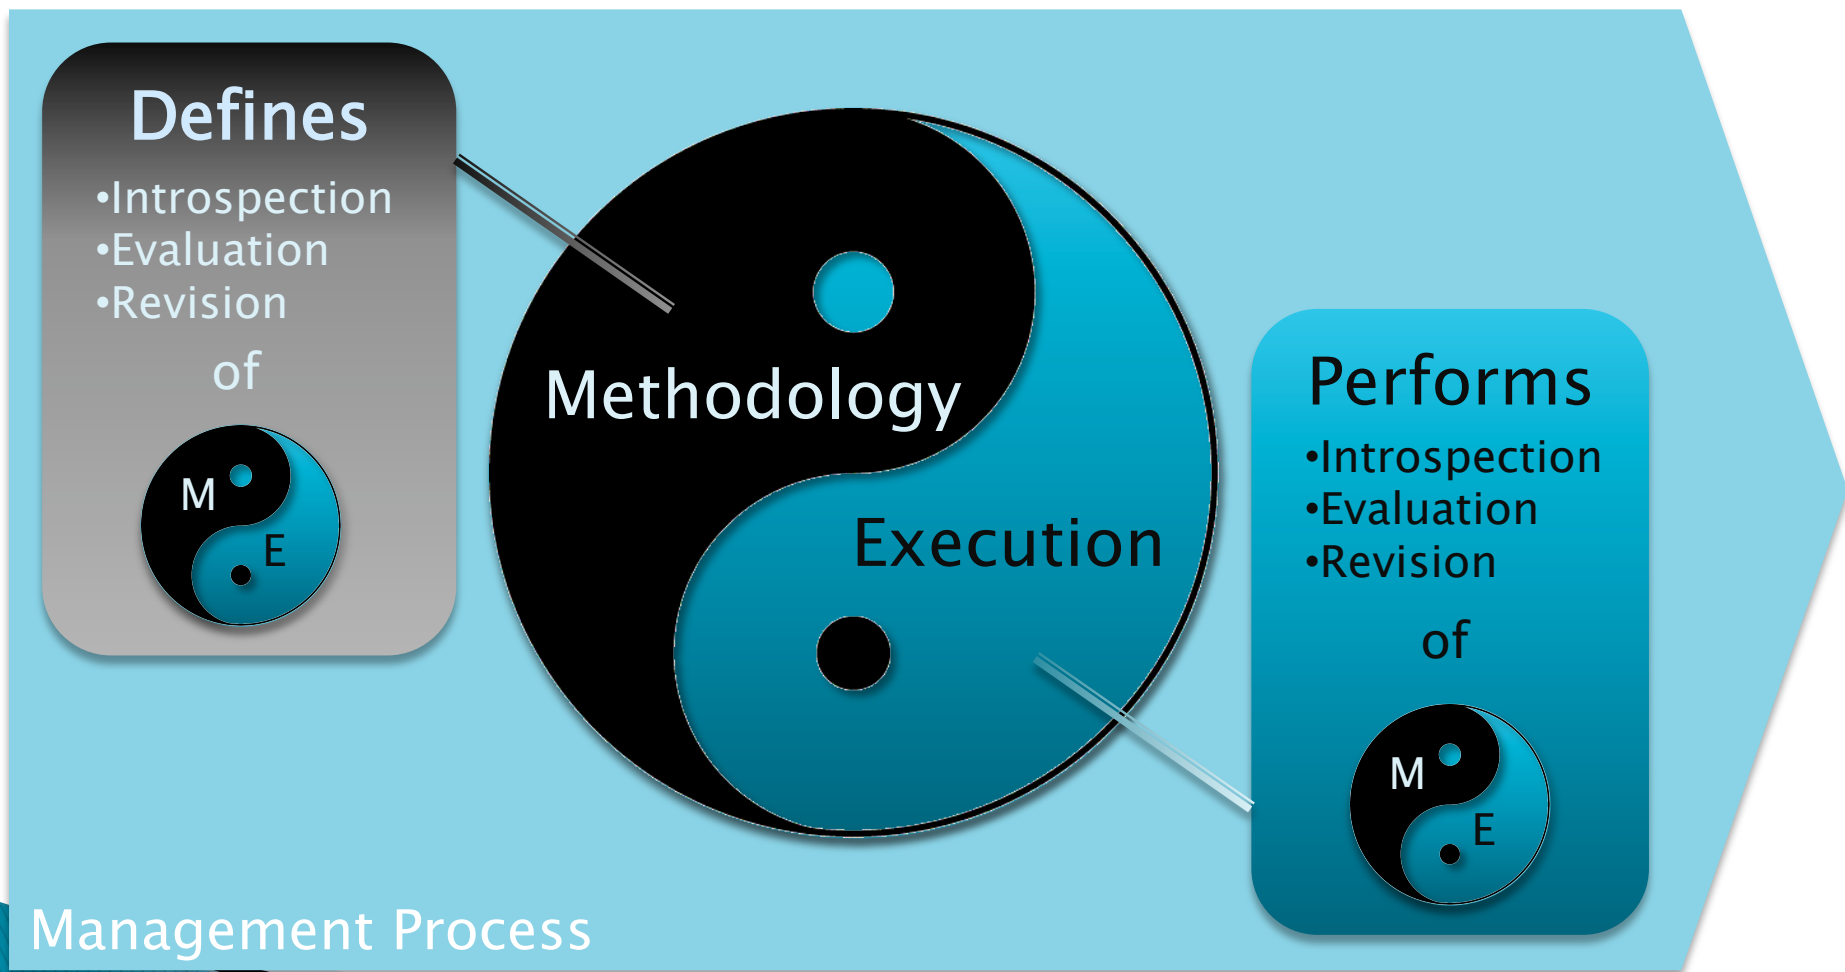 Defines
•Introspection
•Evaluation
•Revision
of
M
E
Methodology
Execution
Performs
•Introspection
•Evaluation
•Revision
of
M
E
Management Process